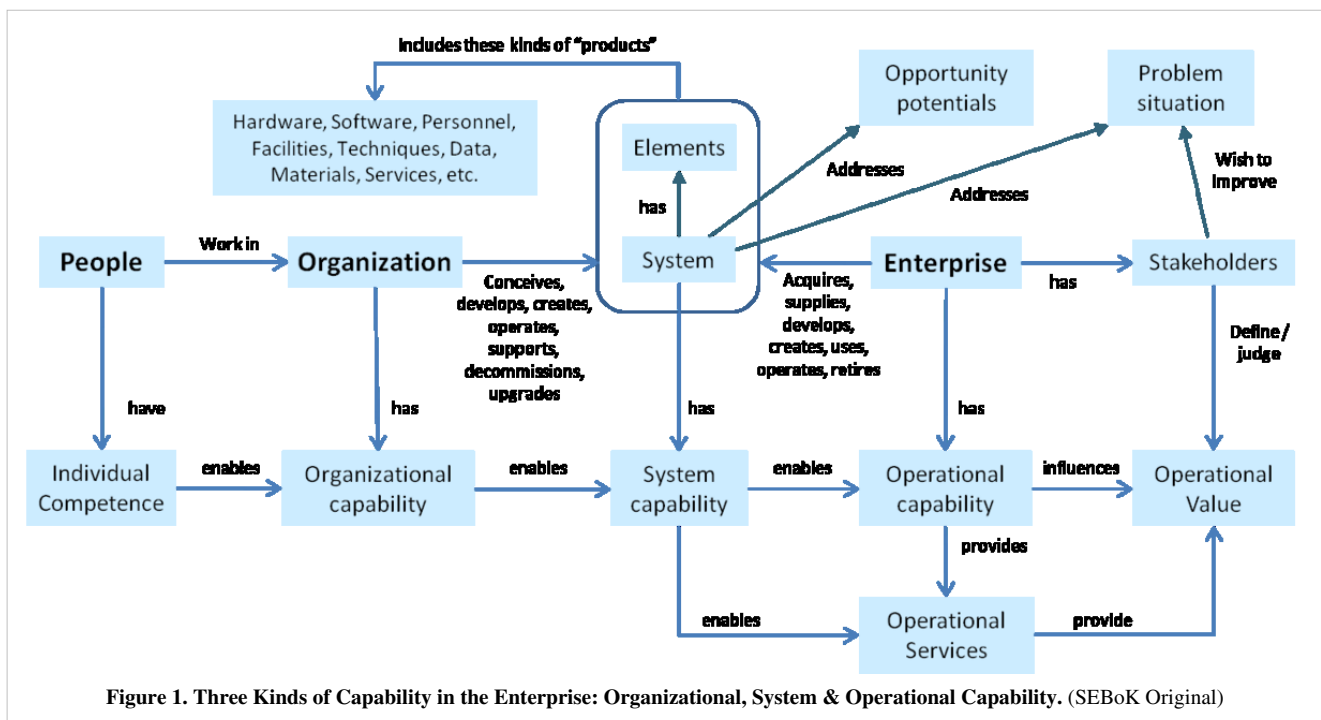 Includes these kinds of “products”
Opportunity
potentials
Problem
situation
Hardware, Software, Personnel,
Facilities, Techniques, Data,
Materials, Services, etc.
Elements
Addresses
Wish to
Improve
has
Addresses
People
Work in
Organization
System
Enterprise
has
Stakeholders
Conceives,
develops, creates,
operates,
supports,
decommissions,
upgrades
Acquires,
supplies,
develops,
creates, uses,
operates, retires
Define /
judge
have
has
has
has
Individual
Competence
enables
Organizational
capability
enables
System
capability
enables
Operational
capability
influences
Operational
Value
provides
enables
Operational
Services
provide
Figure 1. Three Kinds of Capability in the Enterprise: Organizational, System & Operational Capability. (SEBoK Original)